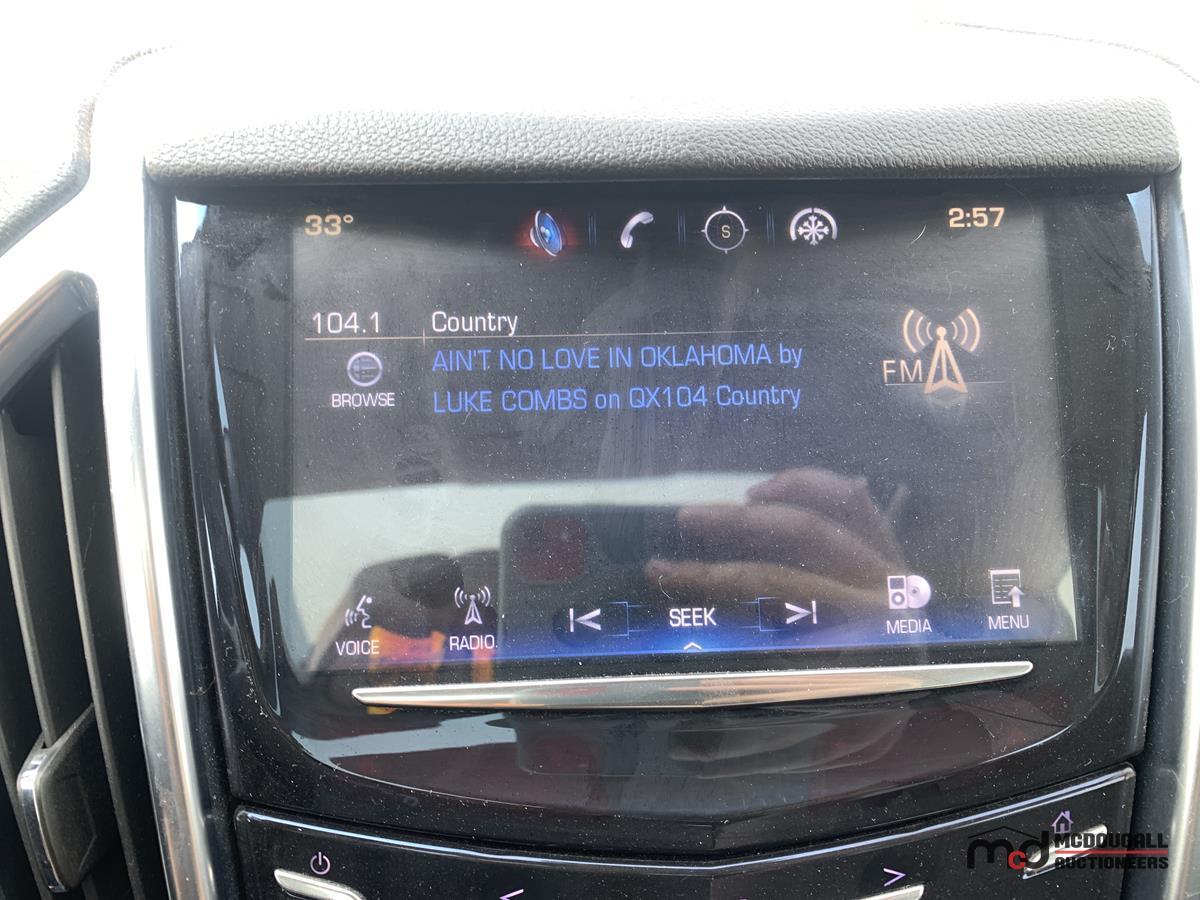 33°
S
2:57
104.1
Country
BROWSE
AIN'T NO LOVE IN OKLAHOMA by
LUKE COMBS on QX104 Country
FM
VOICE
RADIO
SEEK
MEDIA
MENU
mcd MCDOUGALL
AUCTIONEERS